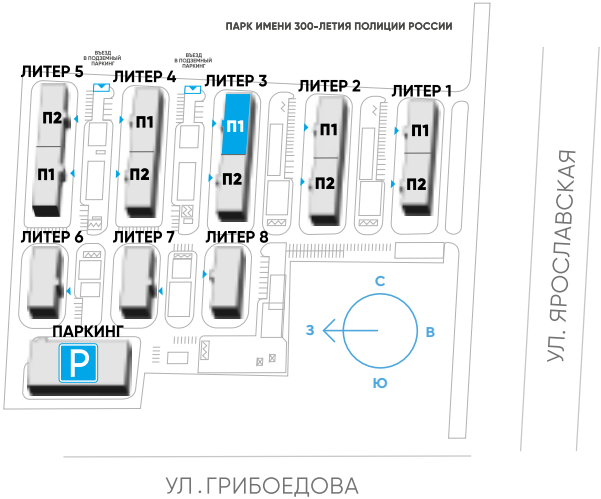 ПАРК ИМЕНИ 300-ЛЕТИЯ ПОЛИЦИИ РОССИИ
ВЪЕЗД
В ПОДЗЕМНЫЙ
ПАРКИНГ
ВЪЕЗД
В ПОДЗЕМНЫЙ
ПАРКИНГ
ЛИТЕР 5
ЛИТЕР 4
ЛИТЕР 3
ЛИТЕР 2
ЛИТЕР 1
П2
П1
П1
П1
П1
П1
П2
П2
П2
П2
ЛИТЕР 6
ЛИТЕР 7
ЛИТЕР 8
С
З
В
Ю
ПАРКИНГ
P
УЛ. ЯРОСЛАВСКАЯ
УЛ.ГРИБОЕДОВА